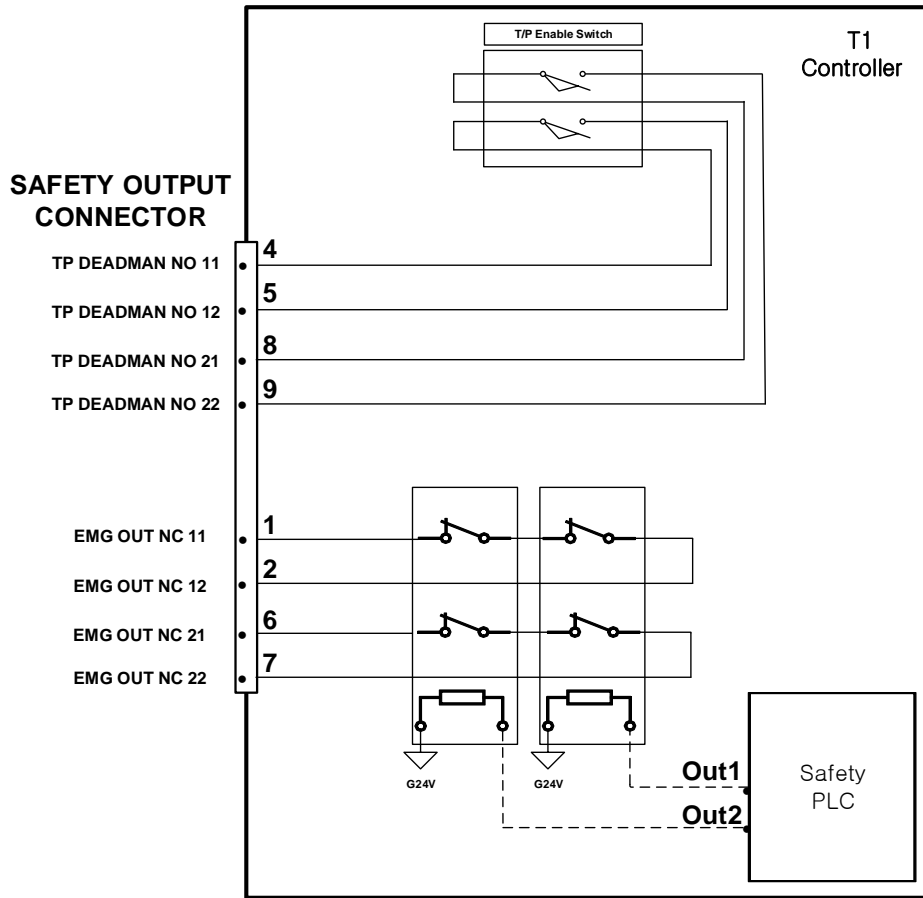 T/P Enable Switch
T1
Controller
SAFETY OUTPUT
CONNECTOR
TP DEADMAN NO 11
4
TP DEADMAN NO 12
5
TP DEADMAN NO 21
8
TP DEADMAN NO 22
9
EMG OUT NC 11
1
EMG OUT NC 12
2
EMG OUT NC 21
6
EMG OUT NC 22
7
G24V
G24V
Out1
Out2
Safety
PLC